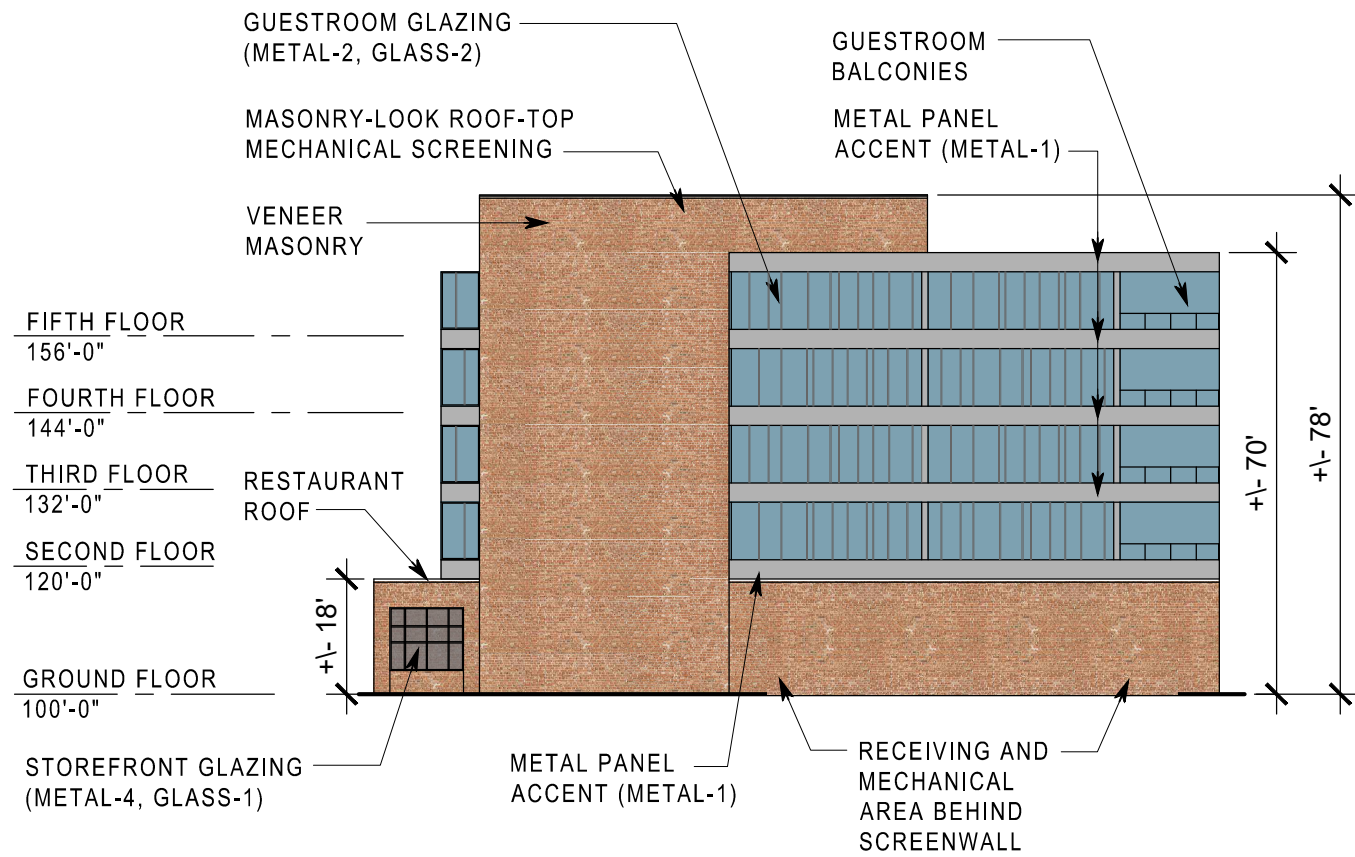 GUESTROOM GLAZING
(METAL-2, GLASS-2)
GUESTROOM
BALCONIES
MASONRY-LOOK ROOF-TOP
MECHANICAL SCREENING
METAL PANEL
ACCENT (METAL-1)
VENEER
MASONRY
FIFTH FLOOR
156'-0"
FOURTH FLOOR
144'-0"
THIRD FLOOR
132'-0"
RESTAURANT
ROOF
SECOND FLOOR
120'-0"
+\- 18'
+\- 70'
+\- 78'
GROUND FLOOR
100'-0"
STOREFRONT GLAZING
(METAL-4, GLASS-1)
METAL PANEL
ACCENT (METAL-1)
RECEIVING AND
MECHANICAL
AREA BEHIND
SCREENWALL